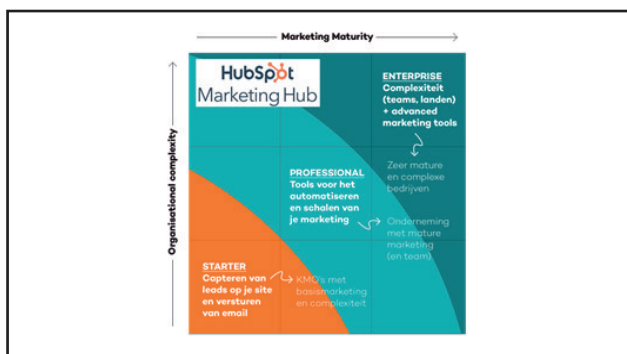 Marketing Maturity
Organisational complexity
HubSpot
Marketing Hub
ENTERPRISE
Complexiteit
(teams, landen)
+ advanced
marketing tools
Zeer mature
en complexe
bedrijven
PROFESSIONAL
Tools voor het
automatiseren
en schalen van
je marketing
Onderneming
met mature
marketing
(en team)
STARTER
Capteren van
leads op je site
en versturen
van email
KMO's met
basismarketing
en complexiteit